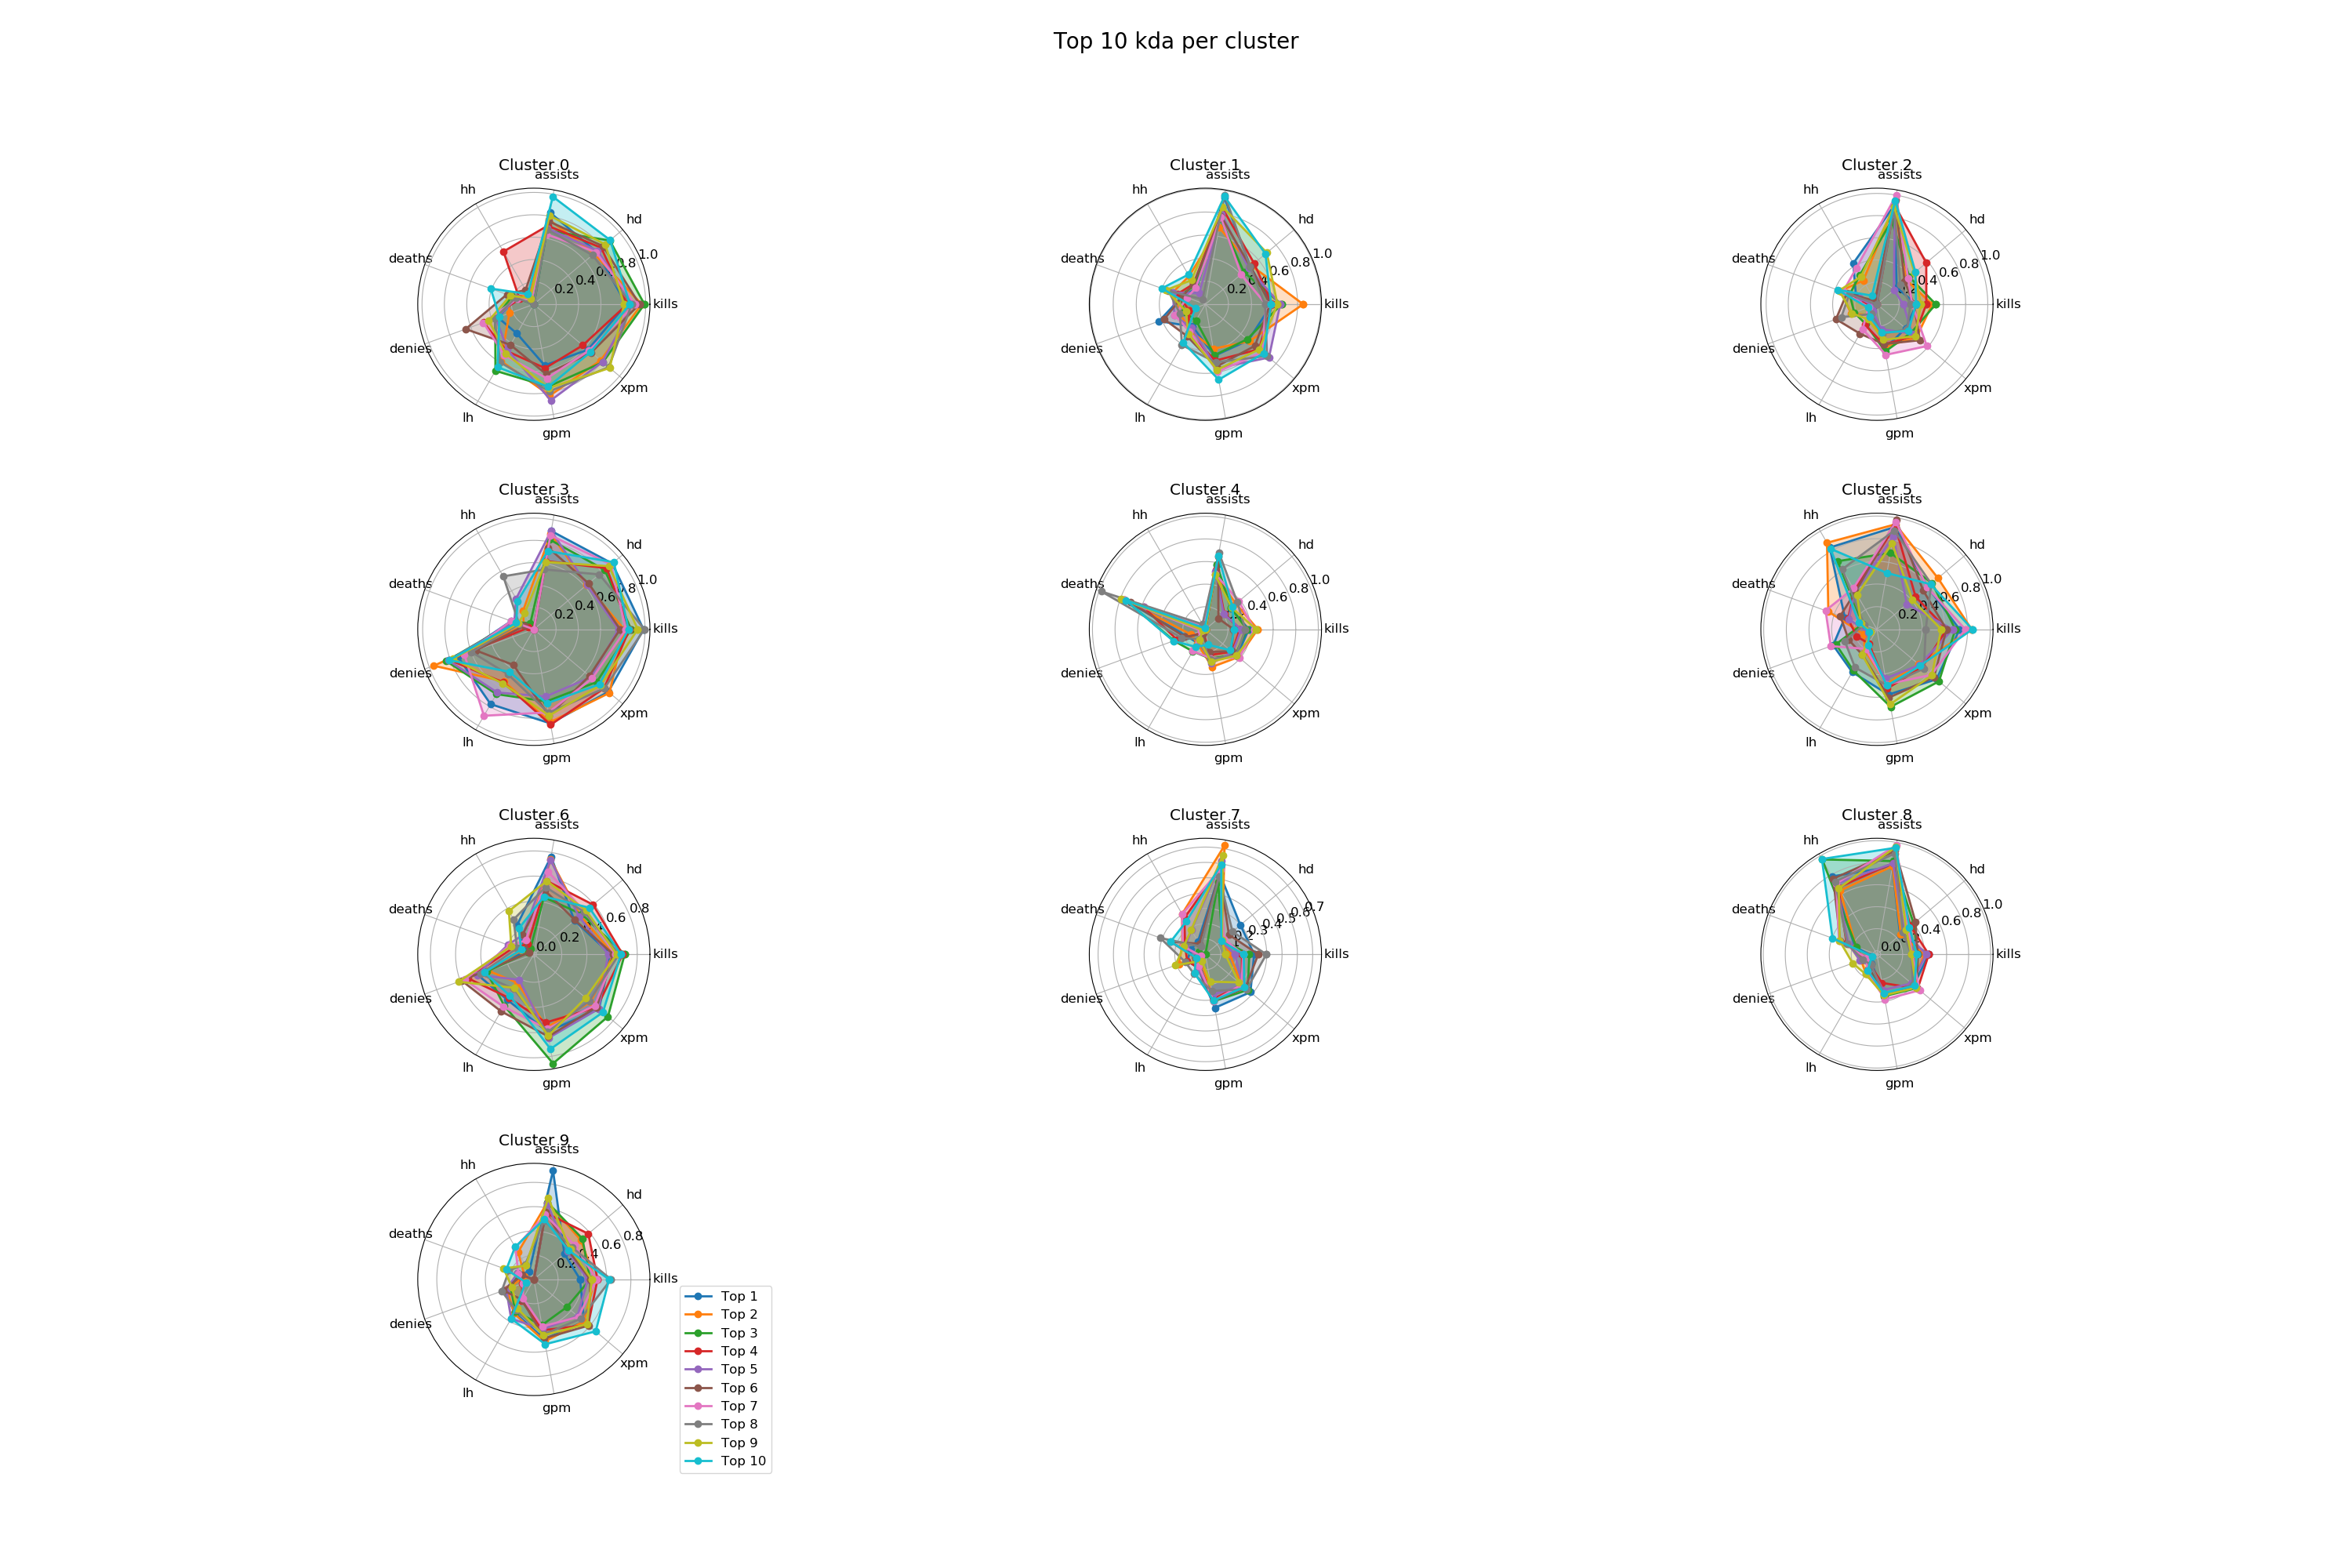 Top 10 kda per cluster
Cluster 0
assists
hh
hd
deaths
1.0
0.8
0.4
0.2
kills
denies
xpm
lh
gpm
Cluster 1
assists
hh
hd
deaths
1.0
0.8
0.6
0.2
kills
denies
xpm
lh
gpm
Cluster 2
assists
hh
hd
deaths
1.0
0.8
0.6
0.4
kills
denies
xpm
lh
gpm
Cluster 3
assists
hh
hd
deaths
1.0
0.8
0.6
0.4
0.2
kills
denies
xpm
lh
gpm
Cluster 4
assists
hh
hd
deaths
1.0
0.8
0.6
0.4
kills
denies
xpm
lh
gpm
Cluster 5
assists
hh
hd
deaths
1.0
0.8
0.6
0.4
0.2
kills
denies
xpm
lh
gpm
Cluster 6
assists
hh
hd
deaths
0.8
0.6
0.2
0.0
kills
denies
xpm
lh
gpm
Cluster 7
assists
hh
hd
deaths
0.7
0.6
0.5
0.4
0.3
kills
denies
xpm
lh
gpm
Cluster 8
assists
hh
hd
deaths
1.0
0.8
0.6
0.4
0.0
kills
denies
xpm
lh
gpm
Cluster 9
assists
hh
hd
deaths
0.8
0.6
0.4
0.2
kills
denies
xpm
lh
gpm
Top 1
Top 2
Top 3
Top 4
Top 5
Top 6
Top 7
Top 8
Top 9
Top 10